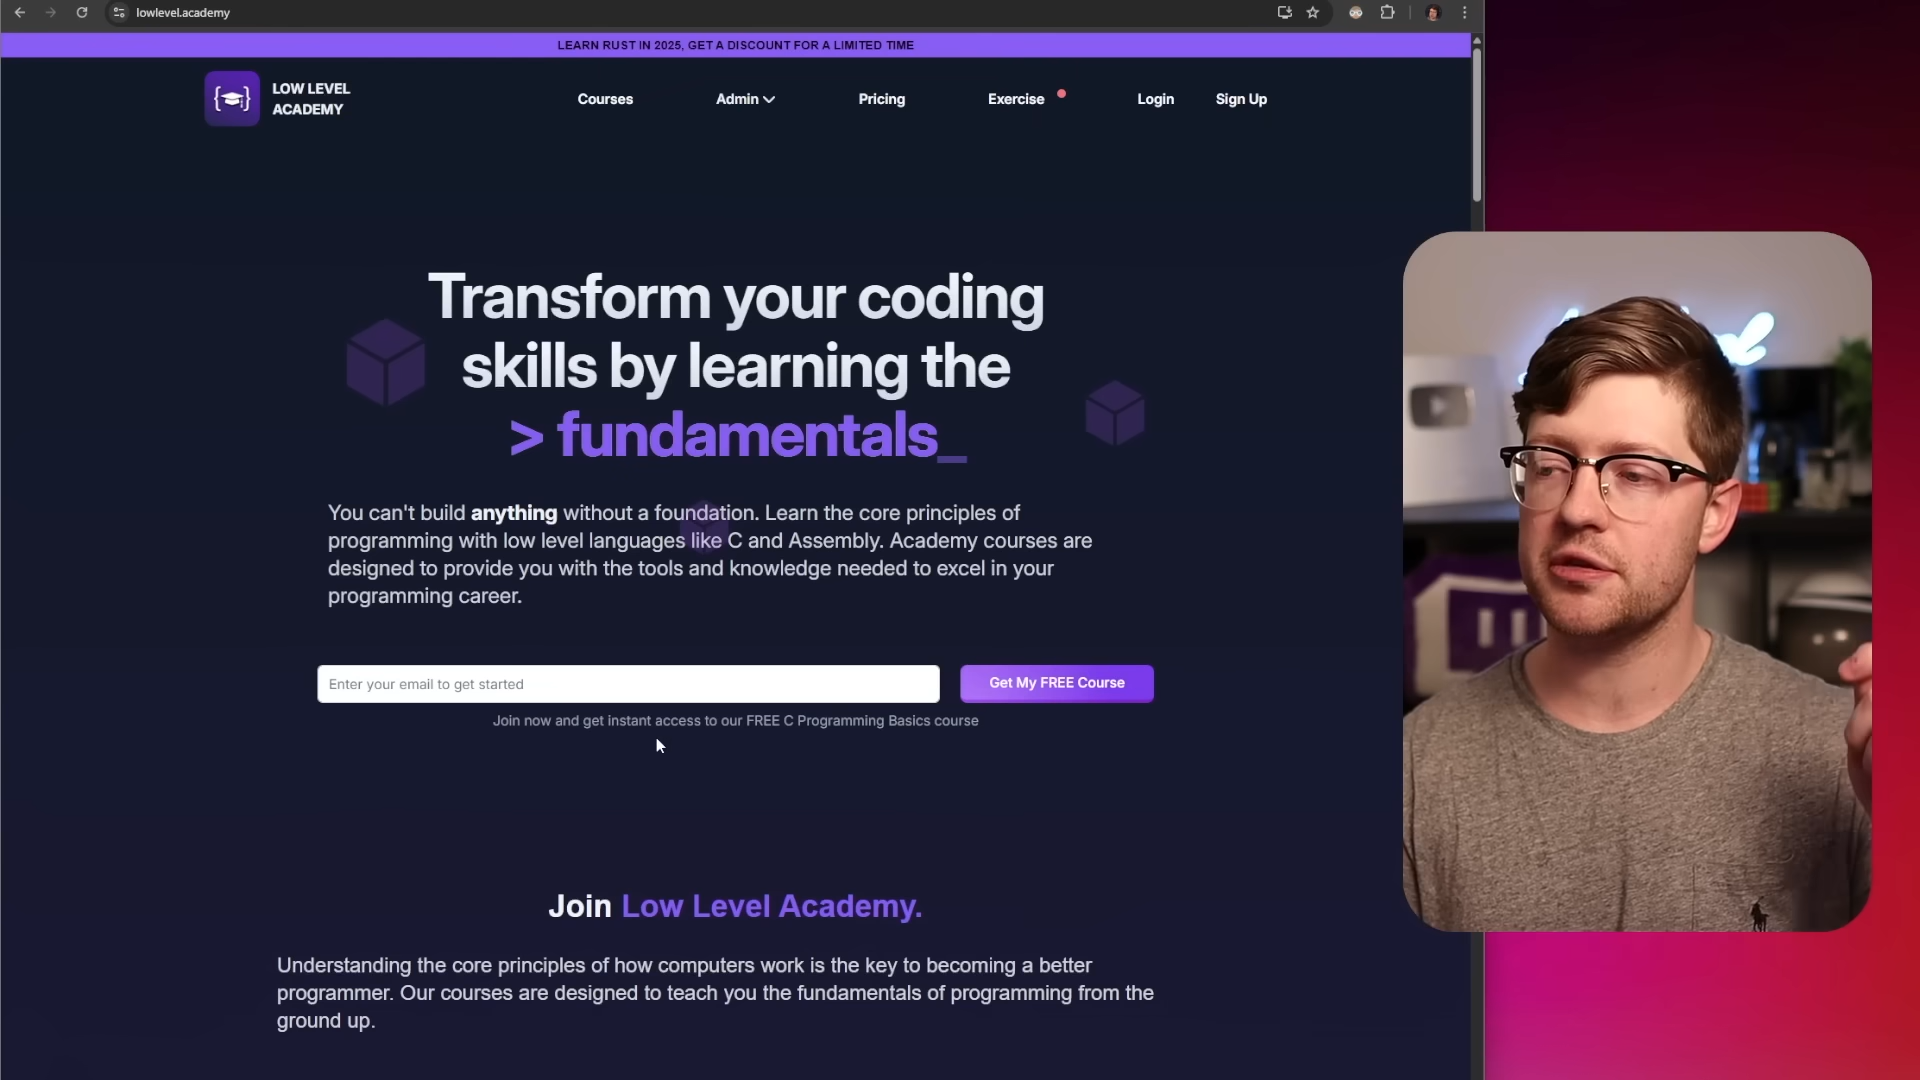 lowlevel.academy
LEARN RUST IN 2025, GET A DISCOUNT FOR A LIMITED TIME
LOW LEVEL
ACADEMY
Courses
Admin
Pricing
Exercise
Login
Sign Up
Transform your coding
skills by learning the
> fundamentals_
You can't build anything without a foundation. Learn the core principles of
programming with low level languages like C and Assembly. Academy courses are
designed to provide you with the tools and knowledge needed to excel in your
programming career.
Enter your email to get started
Get My FREE Course
Join now and get instant access to our FREE C Programming Basics course
Join Low Level Academy.
Understanding the core principles of how computers work is the key to becoming a better
programmer. Our courses are designed to teach you the fundamentals of programming from the
ground up.